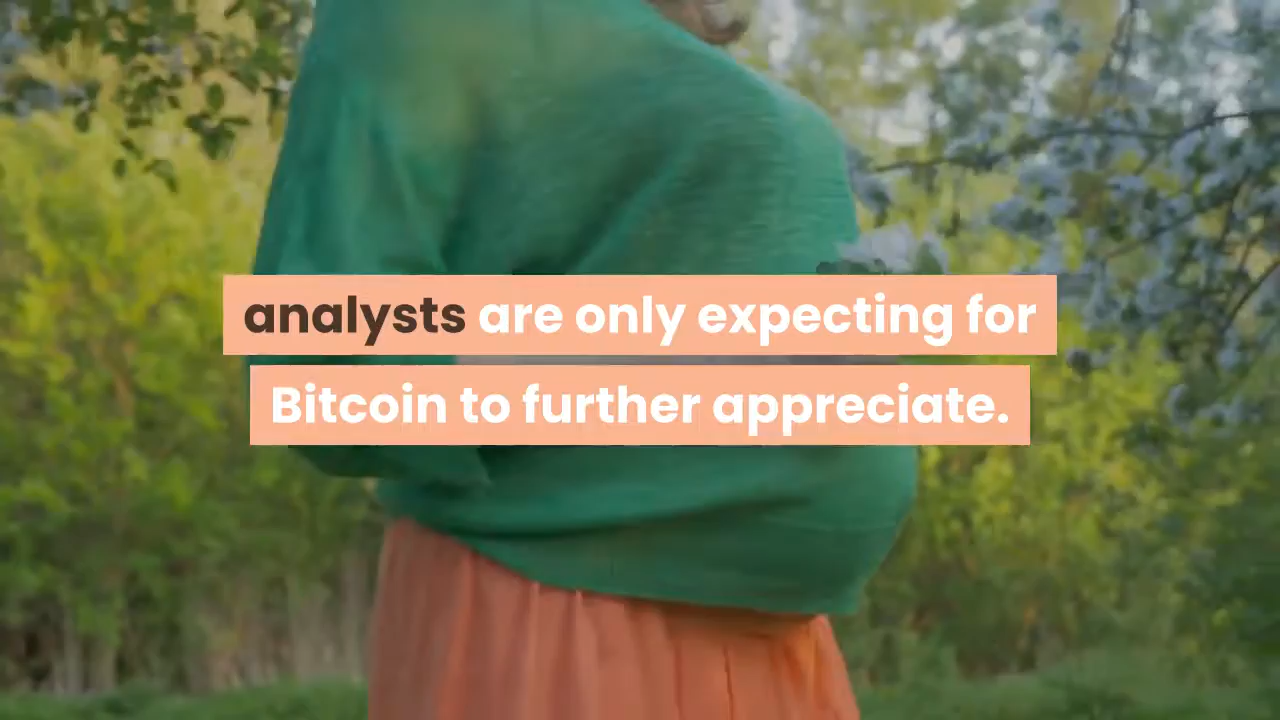 analysts are only expecting for
Bitcoin to further appreciate.